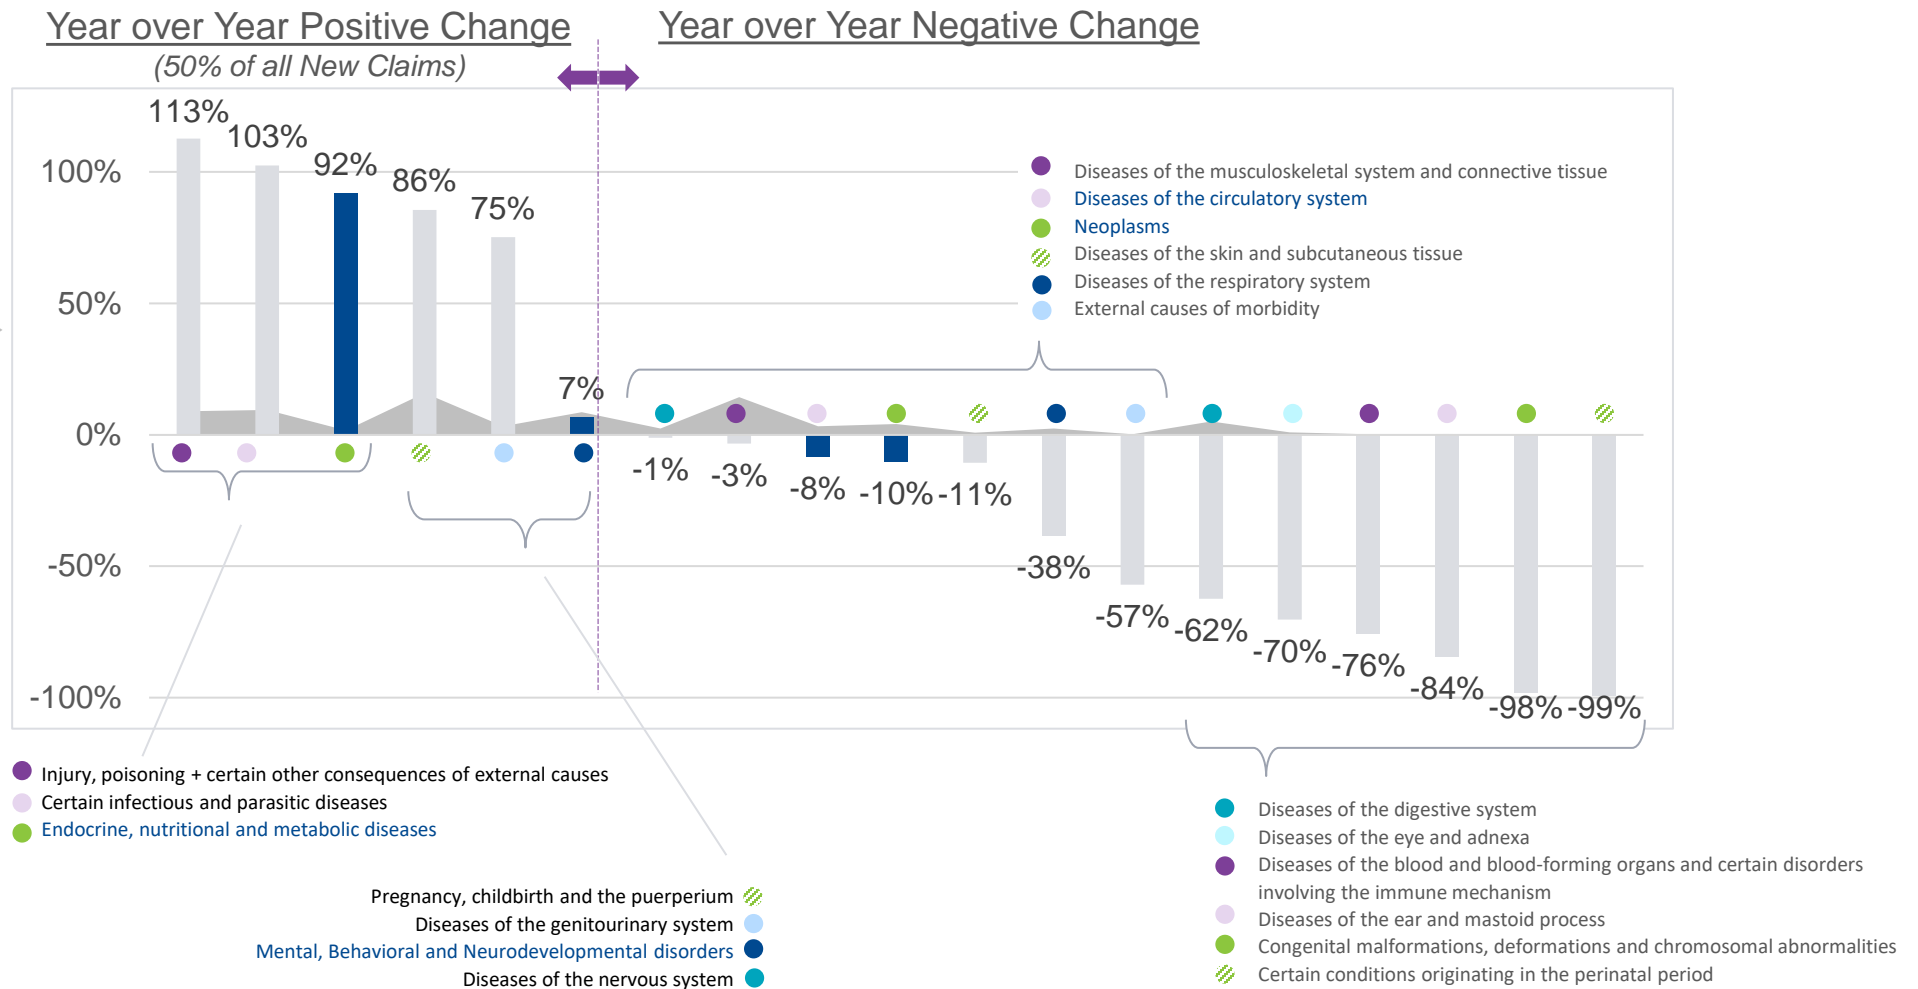 Year over Year Positive Change
(50% of all New Claims)
Year over Year Negative Change
113%
103%
92%
86%
75%
7%
100%
50%
0%
-50%
-100%
-1%
-3%
-8%
-10%
-11%
-38%
-57%
-62%
-70%
-76%
-84%
-98%
-99%
Diseases of the musculoskeletal system and connective tissue
Diseases of the circulatory system
Neoplasms
Diseases of the skin and subcutaneous tissue
Diseases of the respiratory system
External causes of morbidity
Injury, poisoning + certain other consequences of external causes
Certain infectious and parasitic diseases
Endocrine, nutritional and metabolic diseases
Pregnancy, childbirth and the puerperium
Diseases of the genitourinary system
Mental, Behavioral and Neurodevelopmental disorders
Diseases of the nervous system
Diseases of the digestive system
Diseases of the eye and adnexa
Diseases of the blood and blood-forming organs and certain disorders
involving the immune mechanism
Diseases of the ear and mastoid process
Congenital malformations, deformations and chromosomal abnormalities
Certain conditions originating in the perinatal period